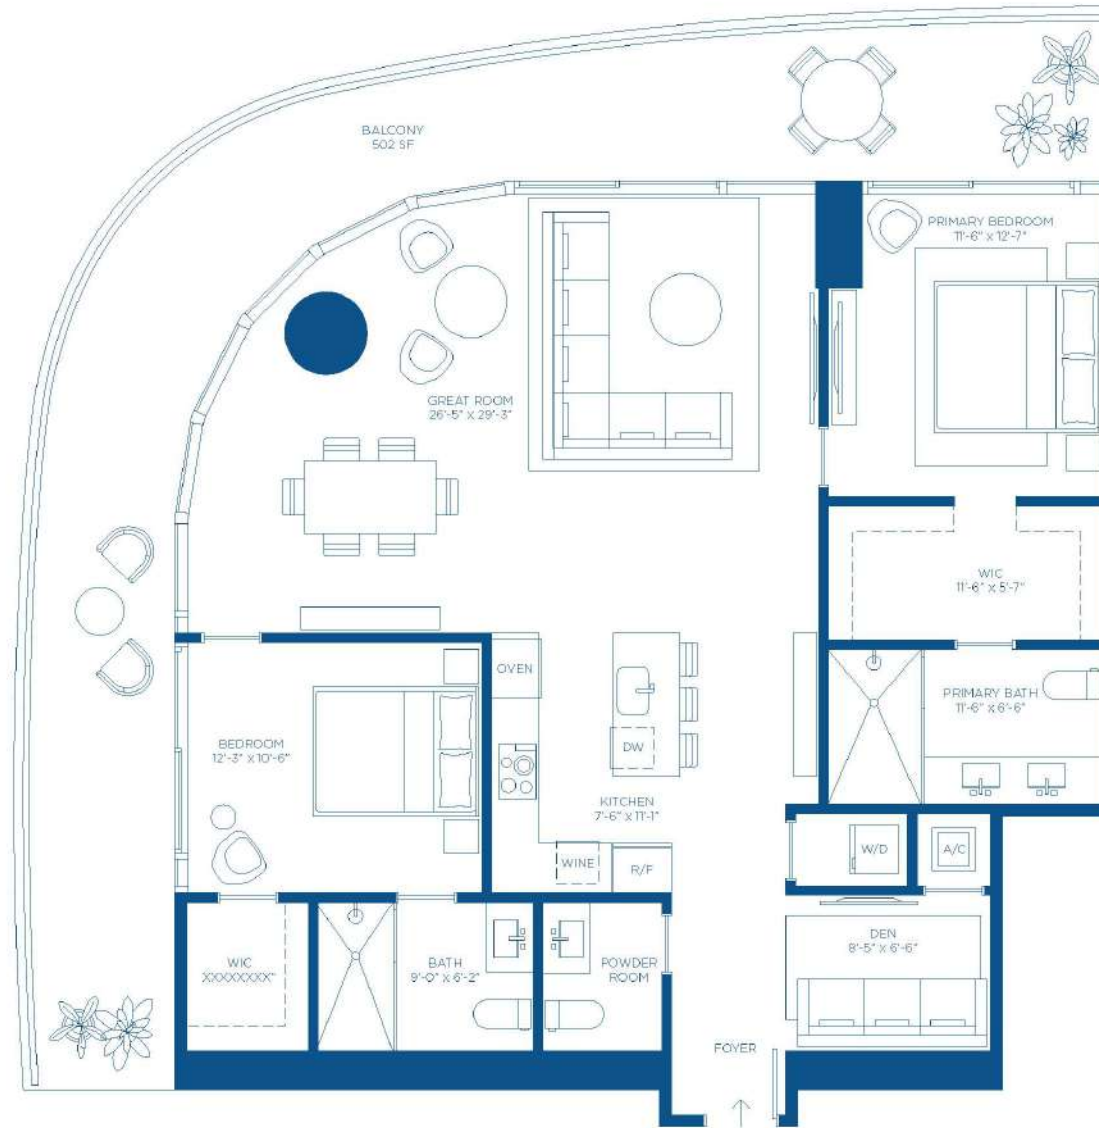 BALCONY
502 SF
PRIMARY BEDROOM
11'-6" x 12'-7"
GREAT ROOM
26'-5" x 29'-3"
WIC
11'-6" x 5'-7"
OVEN
PRIMARY BATH
11'-6" x 6'-6"
BEDROOM
12'-3" x 10'-6"
DW
KITCHEN
7'-6" x 11'-1"
WINE
R/F
W/D
A/C
DEN
8'-5" x 6'-6"
WIC
XXXXXXXX"
BATH
9'-0" x 6'-2"
POWDER
ROOM
FOYER